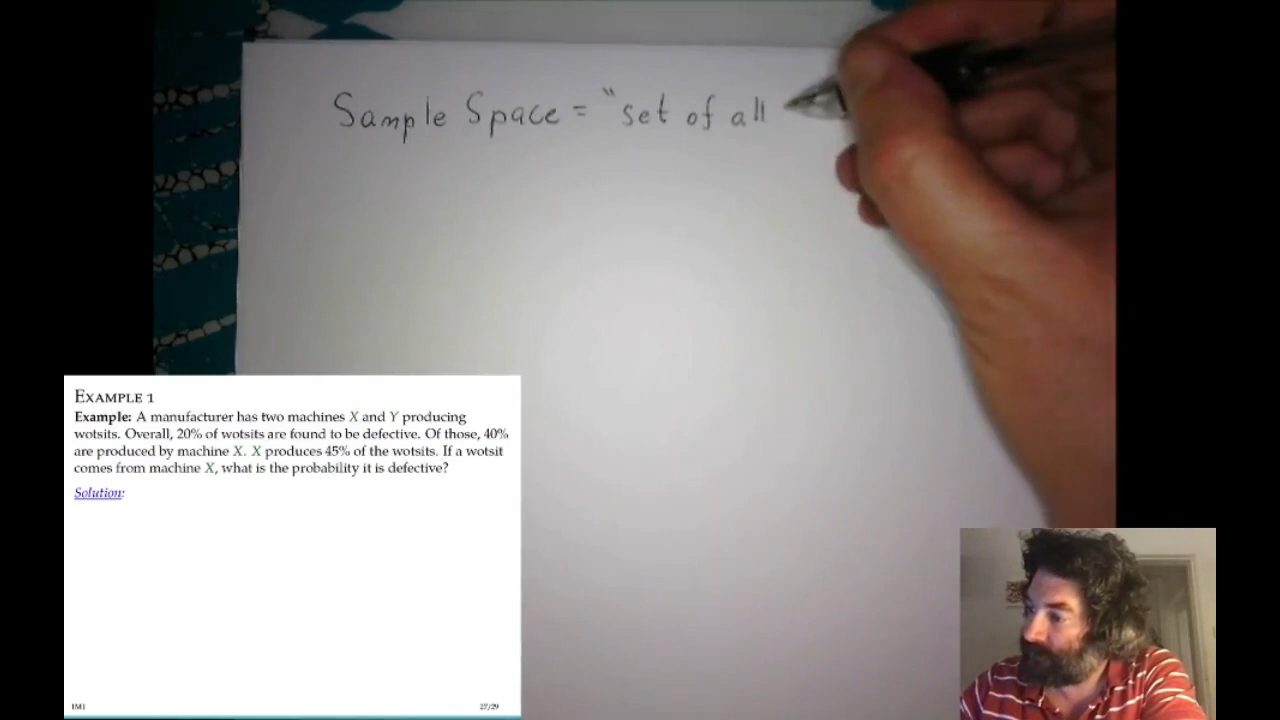 Sample Space = "set of all
EXAMPLE 1
Example: A manufacturer has two machines X and Y producing
wotsits. Overall, 20% of wotsits are found to be defective. Of those, 40%
are produced by machine X. X produces 45% of the wotsits. If a wotsit
comes from machine X, what is the probability it is defective?
Solution:
IMI
27/29